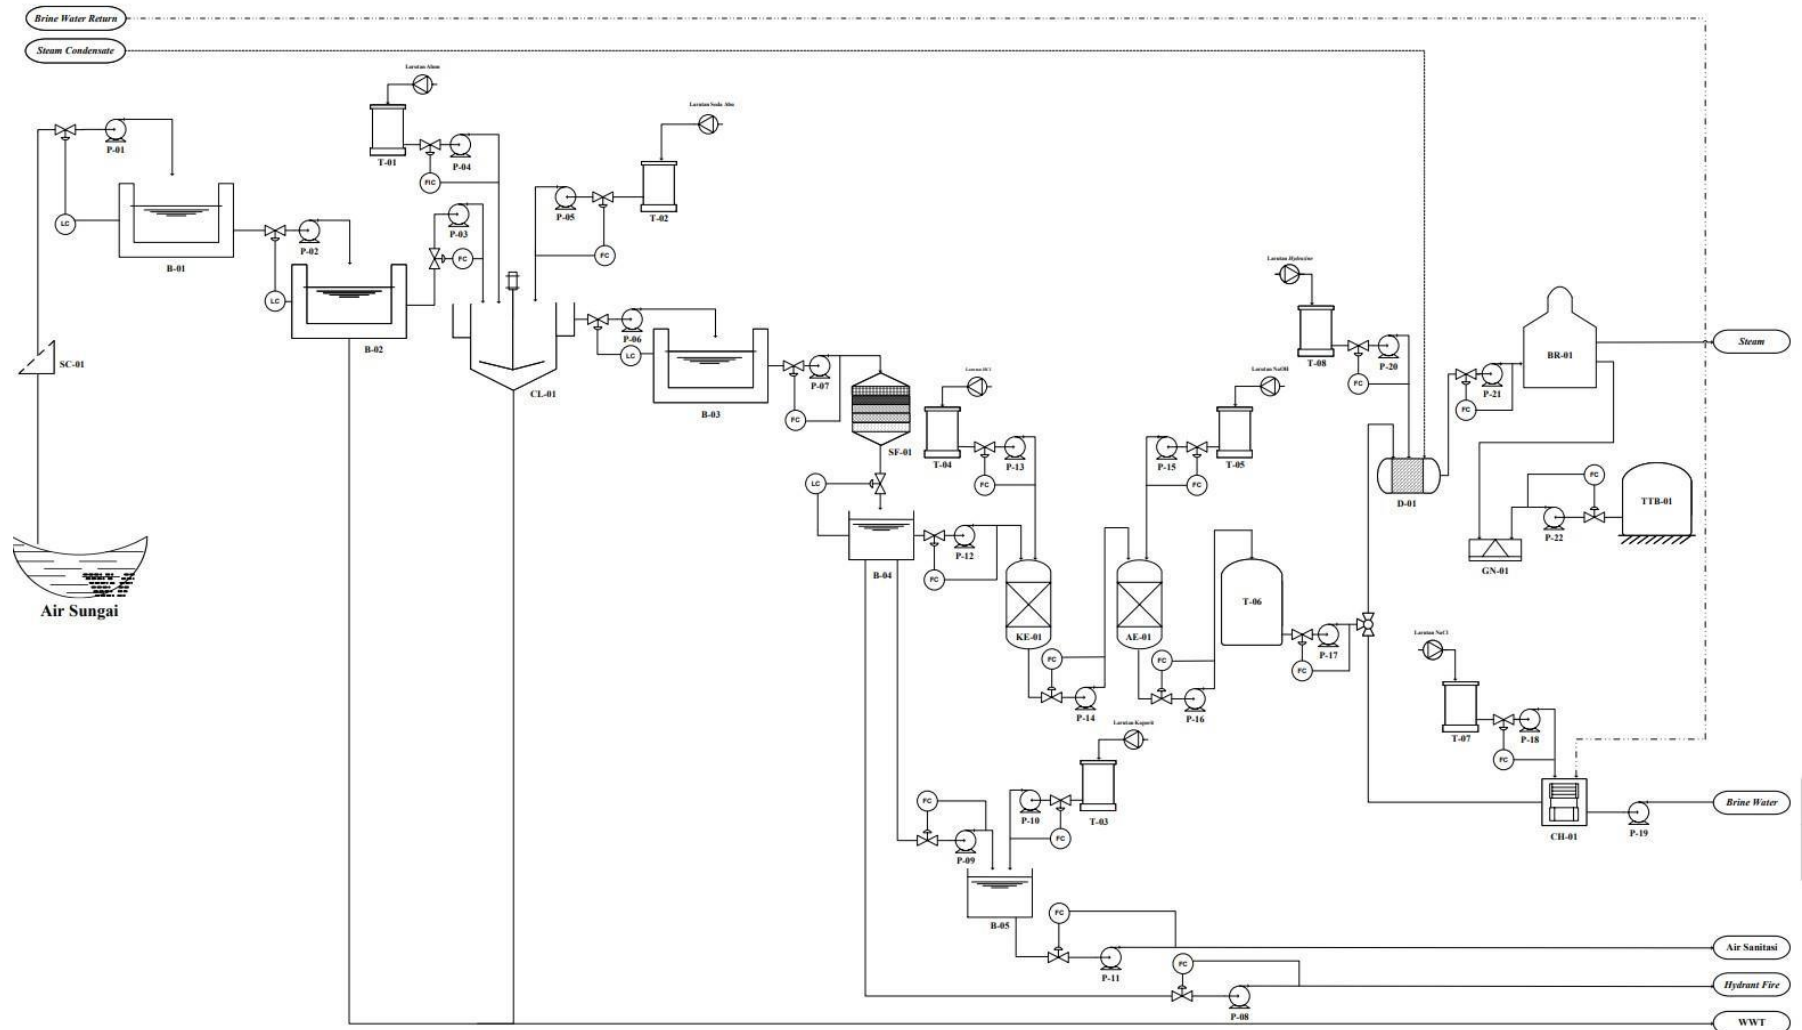 Brine Water Return
Steam Condensate
Larutan Alum
Larutan Soda Abu
P-01
T-01
P-04
FIC
P-05
T-02
P-03
LC
P-02
FC
FC
B-01
LC
B-02
Larutan Hydrazine
SC-01
CL-01
P-06
LC
B-03
P-07
FC
SF-01
Larutan HCl
T-04
P-13
FC
Larutan NaOH
P-15
T-05
FC
T-08
P-20
FC
BR-01
Steam
P-21
FC
D-01
FC
TTB-01
P-22
GN-01
LC
B-04
P-12
FC
KE-01
AE-01
T-06
Air Sungai
FC
P-14
FC
P-16
P-17
FC
Larutan NaCl
T-07
P-18
FC
Larutan Kaporit
T-03
P-10
FC
FC
P-09
Brine Water
P-19
CH-01
B-05
FC
P-11
Air Sanitasi
FC
P-08
Hydrant Fire
WWT